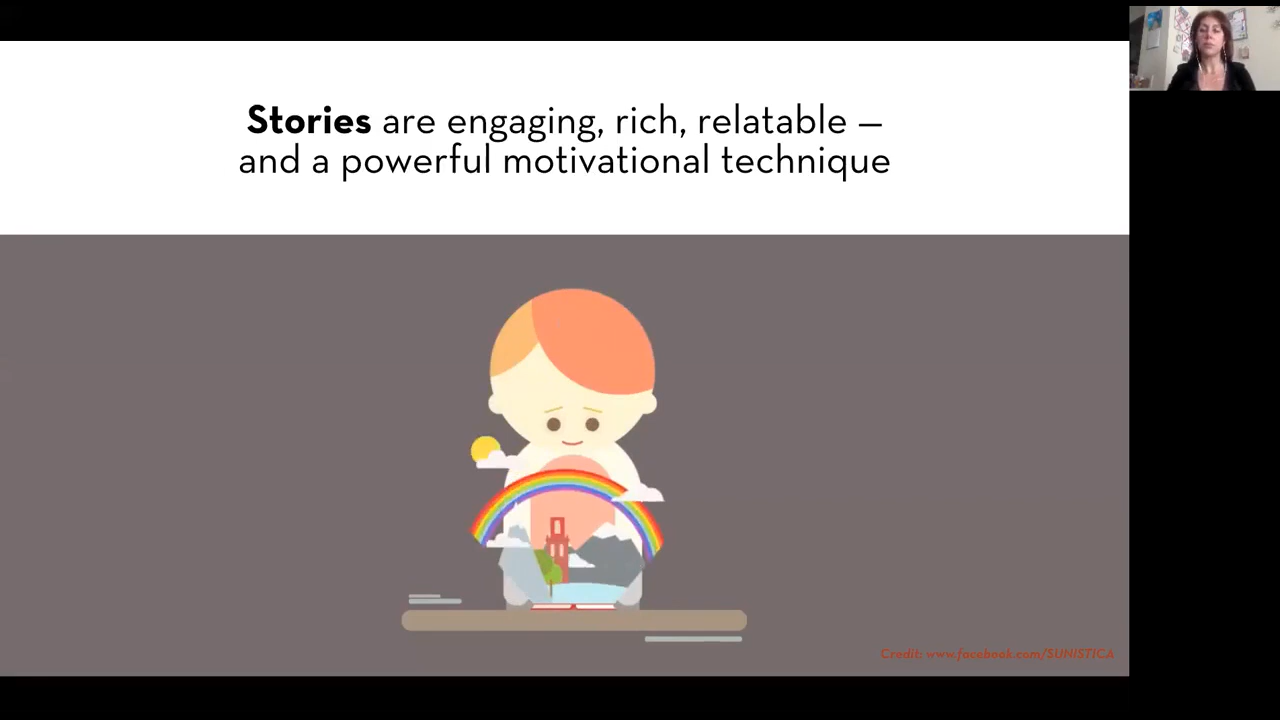 Stories are engaging, rich, relatable —
and a powerful motivational technique
Credit: www.facebook.com/SUNISTICA